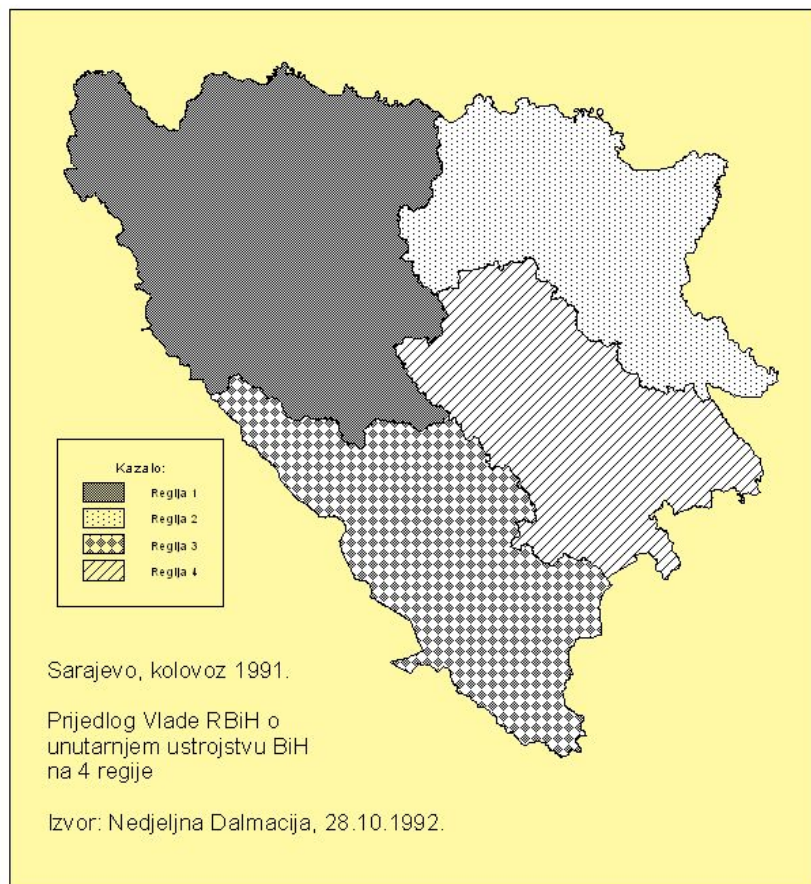 Kazalo:
Regija 1
Regija 2
Regija 3
Regija 4
Sarajevo, kolovoz 1991.
Prijedlog Vlade RBiH o
unutarnjem ustrojstvu BiH
na 4 regije
Izvor: Nedjeljna Dalmacija, 28.10.1992.